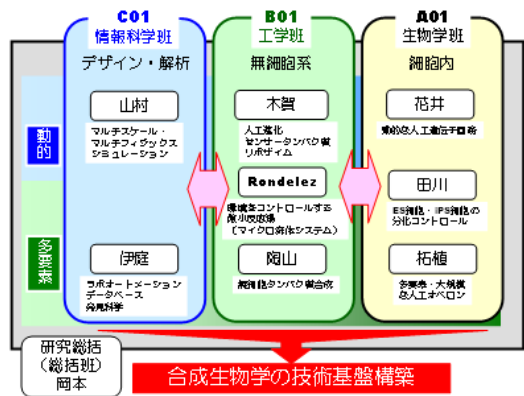 C01
情報科学班
デザイン・解析
山村
マルチスケール・
マルチフィジックス
シミュレーション
伊庭
ラボオートメーション
データベース
発見科学
B01
工学班
無細胞系
木賀
人工進化
センサータンパク質
リボザイム
Rondelez
環境をコントロールする
微小反応場
(マイクロ流体システム)
陶山
無細胞タンパク質合成
A01
生物学班
細胞内
花井
動的な人工遺伝子回路
田川
ES細胞・iPS細胞の
分化コントロール
柘植
多要素・大規模
な人工オペロン
動的
多要素
研究総括
(総括班)
岡本
合成生物学の技術基盤構築